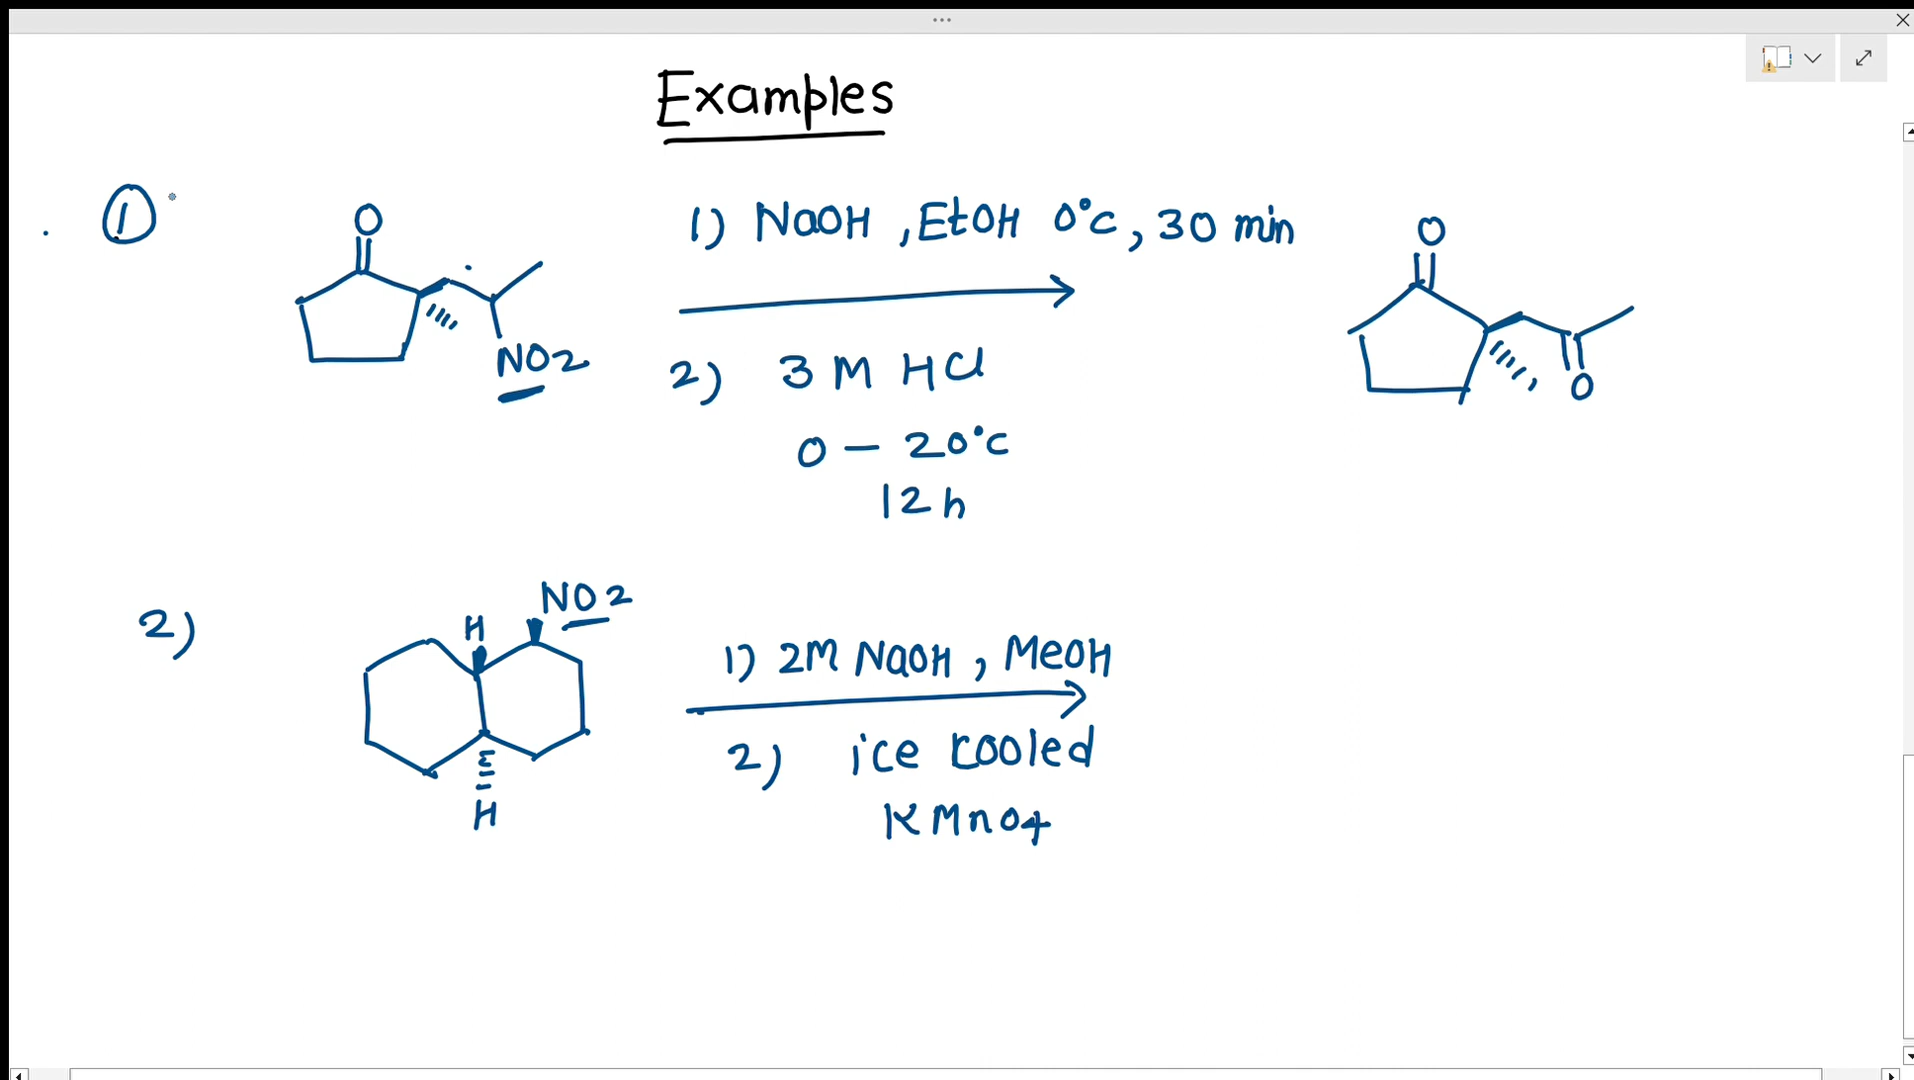 Examples
1
O
1) NaOH , EtOH 0°c , 30 min
O
NO2
2) 3 M HCl
O
0 - 20°c
12 h
2)
NO2
H
1) 2M NaOH , MeOH
2) ice cooled
KMnO4
H